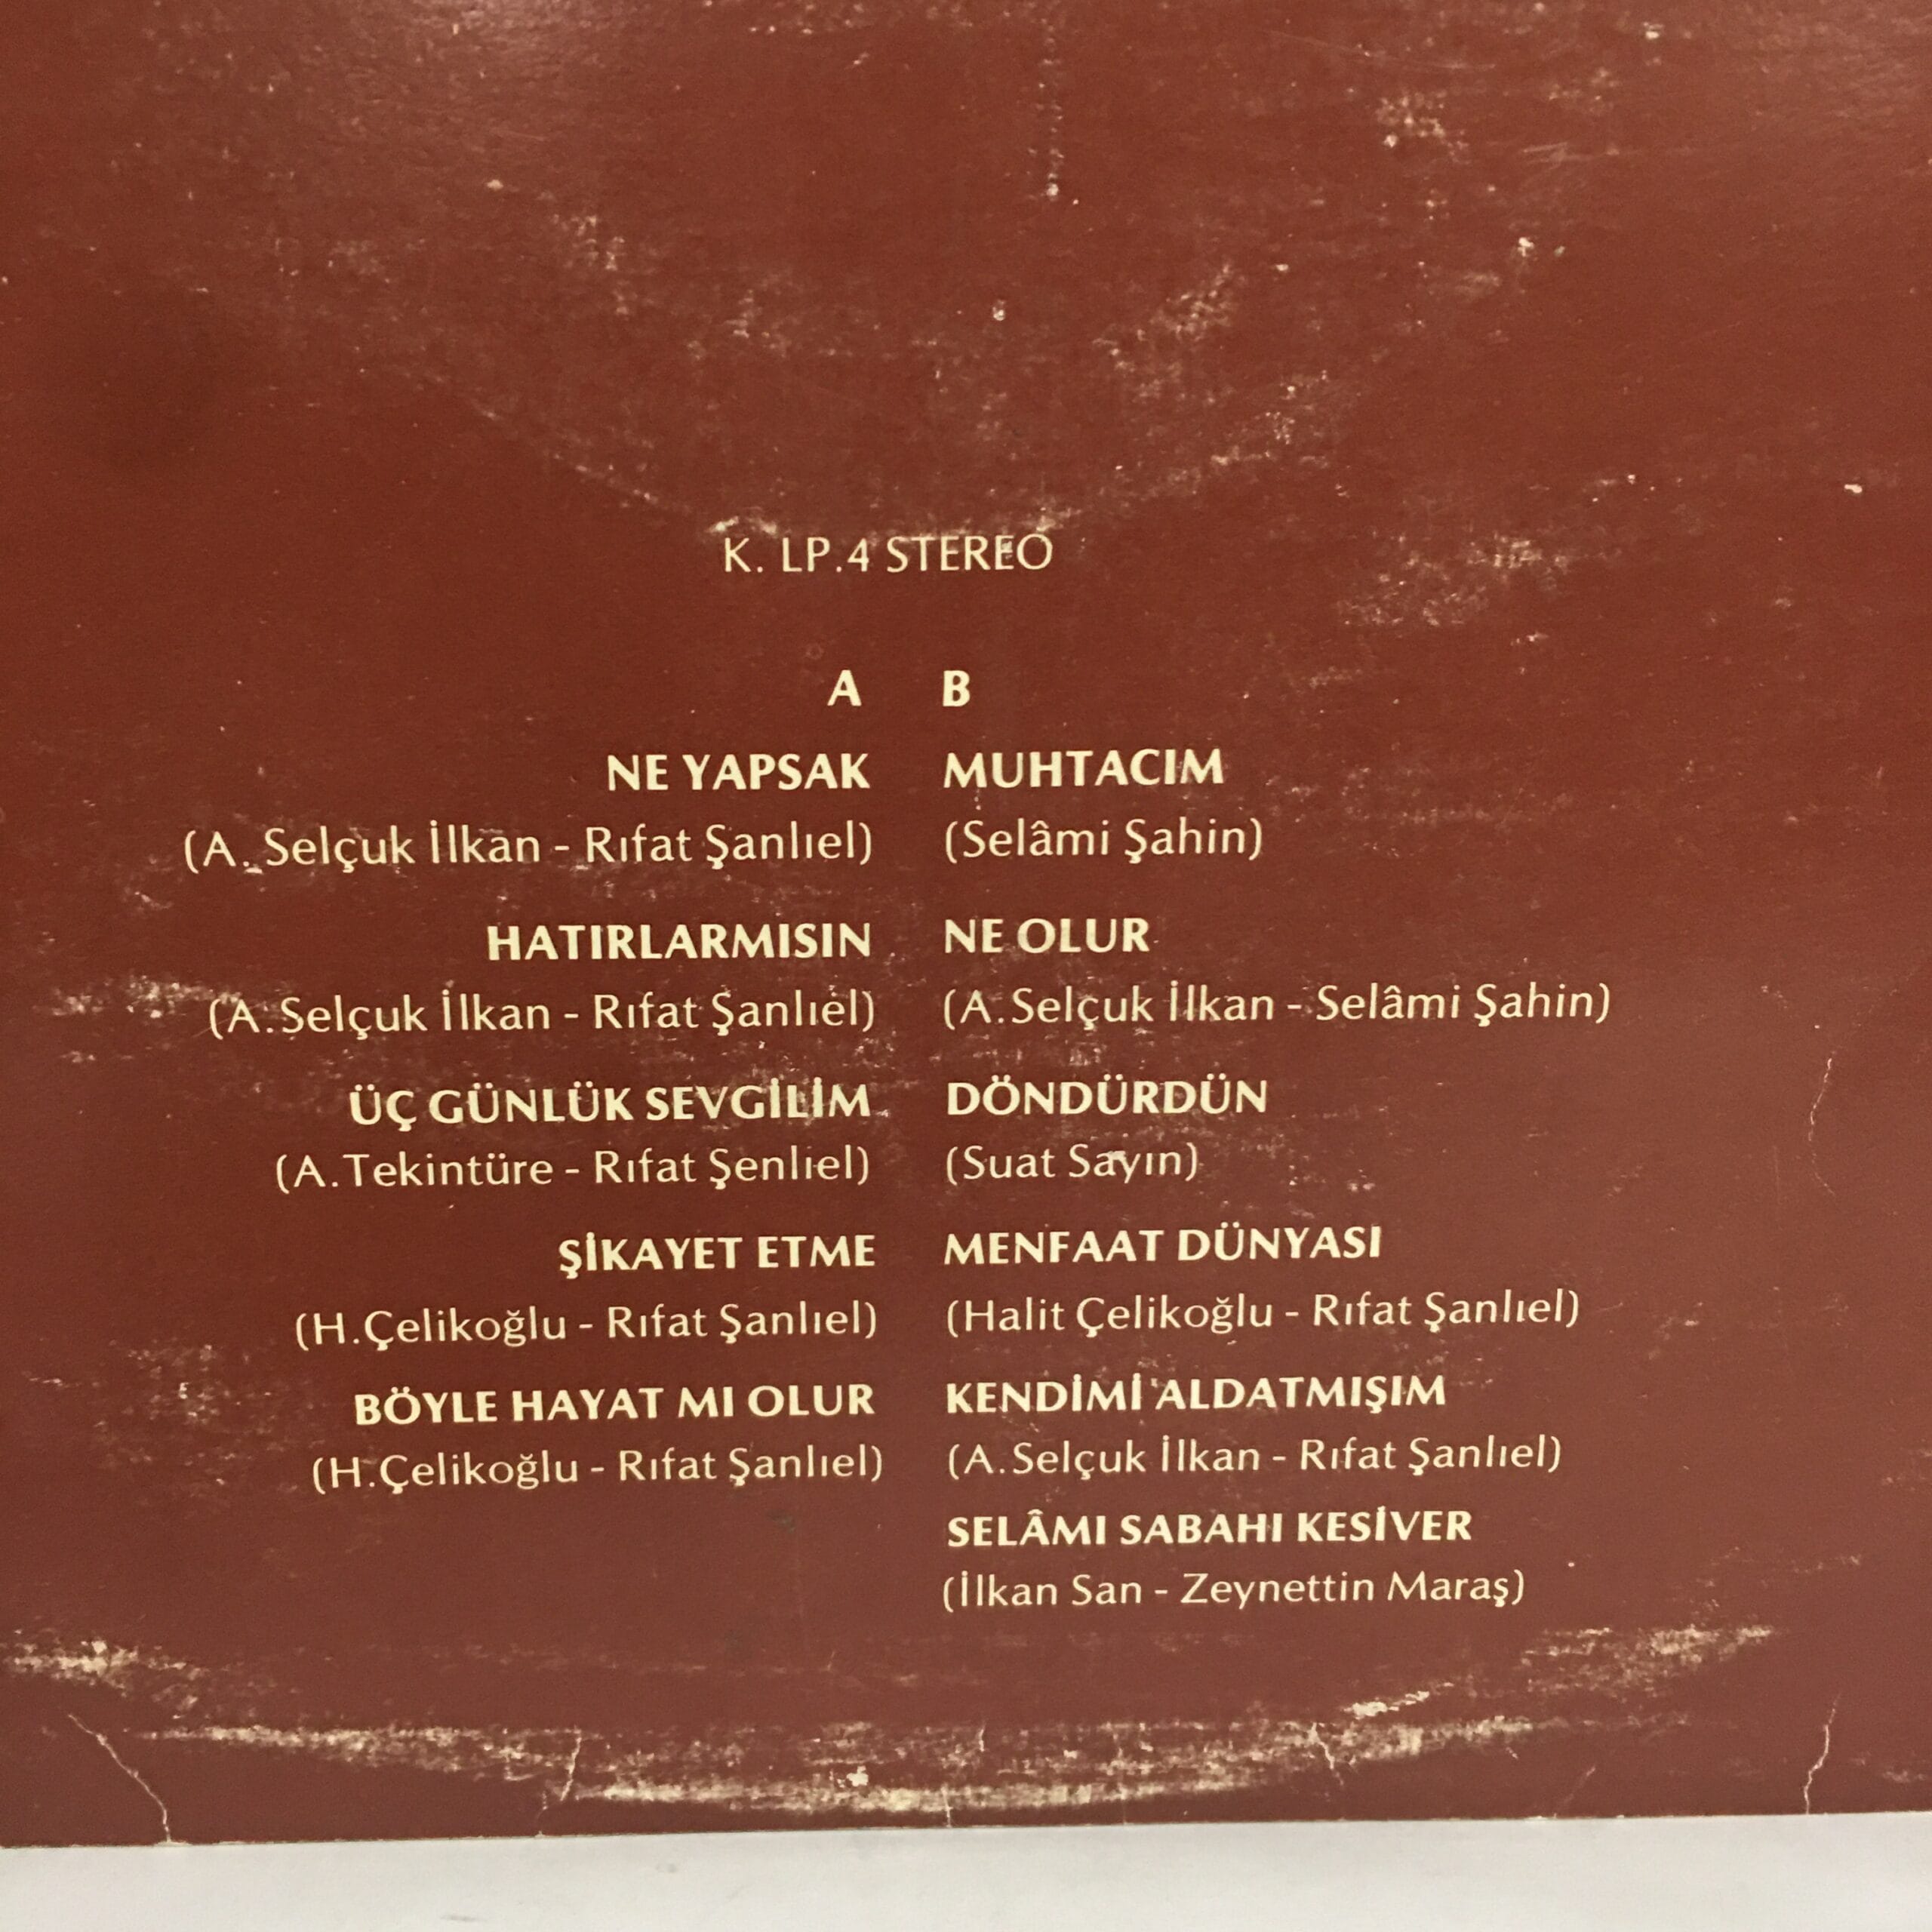 K. LP.4 STEREO
A
NE YAPSAK
(A. Selçuk İlkan - Rıfat Şanlıel)
HATIRLARMISIN
(A.Selçuk İlkan - Rıfat Şanlıel)
ÜÇ GÜNLÜK SEVGİLİM
(A.Tekintüre - Rıfat Şenliel)
ŞİKAYET ETME
(H.Çelikoğlu - Rıfat Şanlıel)
BÖYLE HAYAT MI OLUR
(H.Çelikoğlu - Rıfat Şanlıel)
B
MUHTACIM
(Selâmi Şahin)
NE OLUR
(A.Selçuk İlkan - Selâmi Şahin)
DÖNDÜRDÜN
(Suat Sayın)
MENFAAT DÜNYASI
(Halit Çelikoğlu - Rıfat Şanlıel)
KENDİMİ ALDATMIŞIM
(A.Selçuk İlkan - Rıfat Şanlıel)
SELÂMI SABAHI KESİVER
(İlkan San - Zeynettin Maraş)